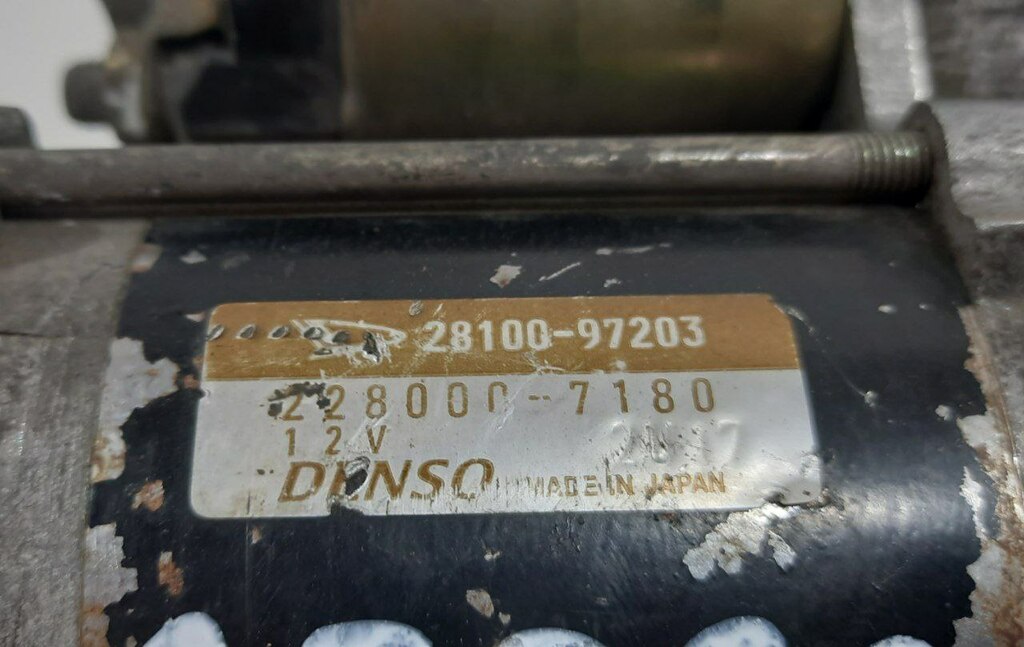 28100-97203
228000-7180
12V
DENSO MADE IN JAPAN